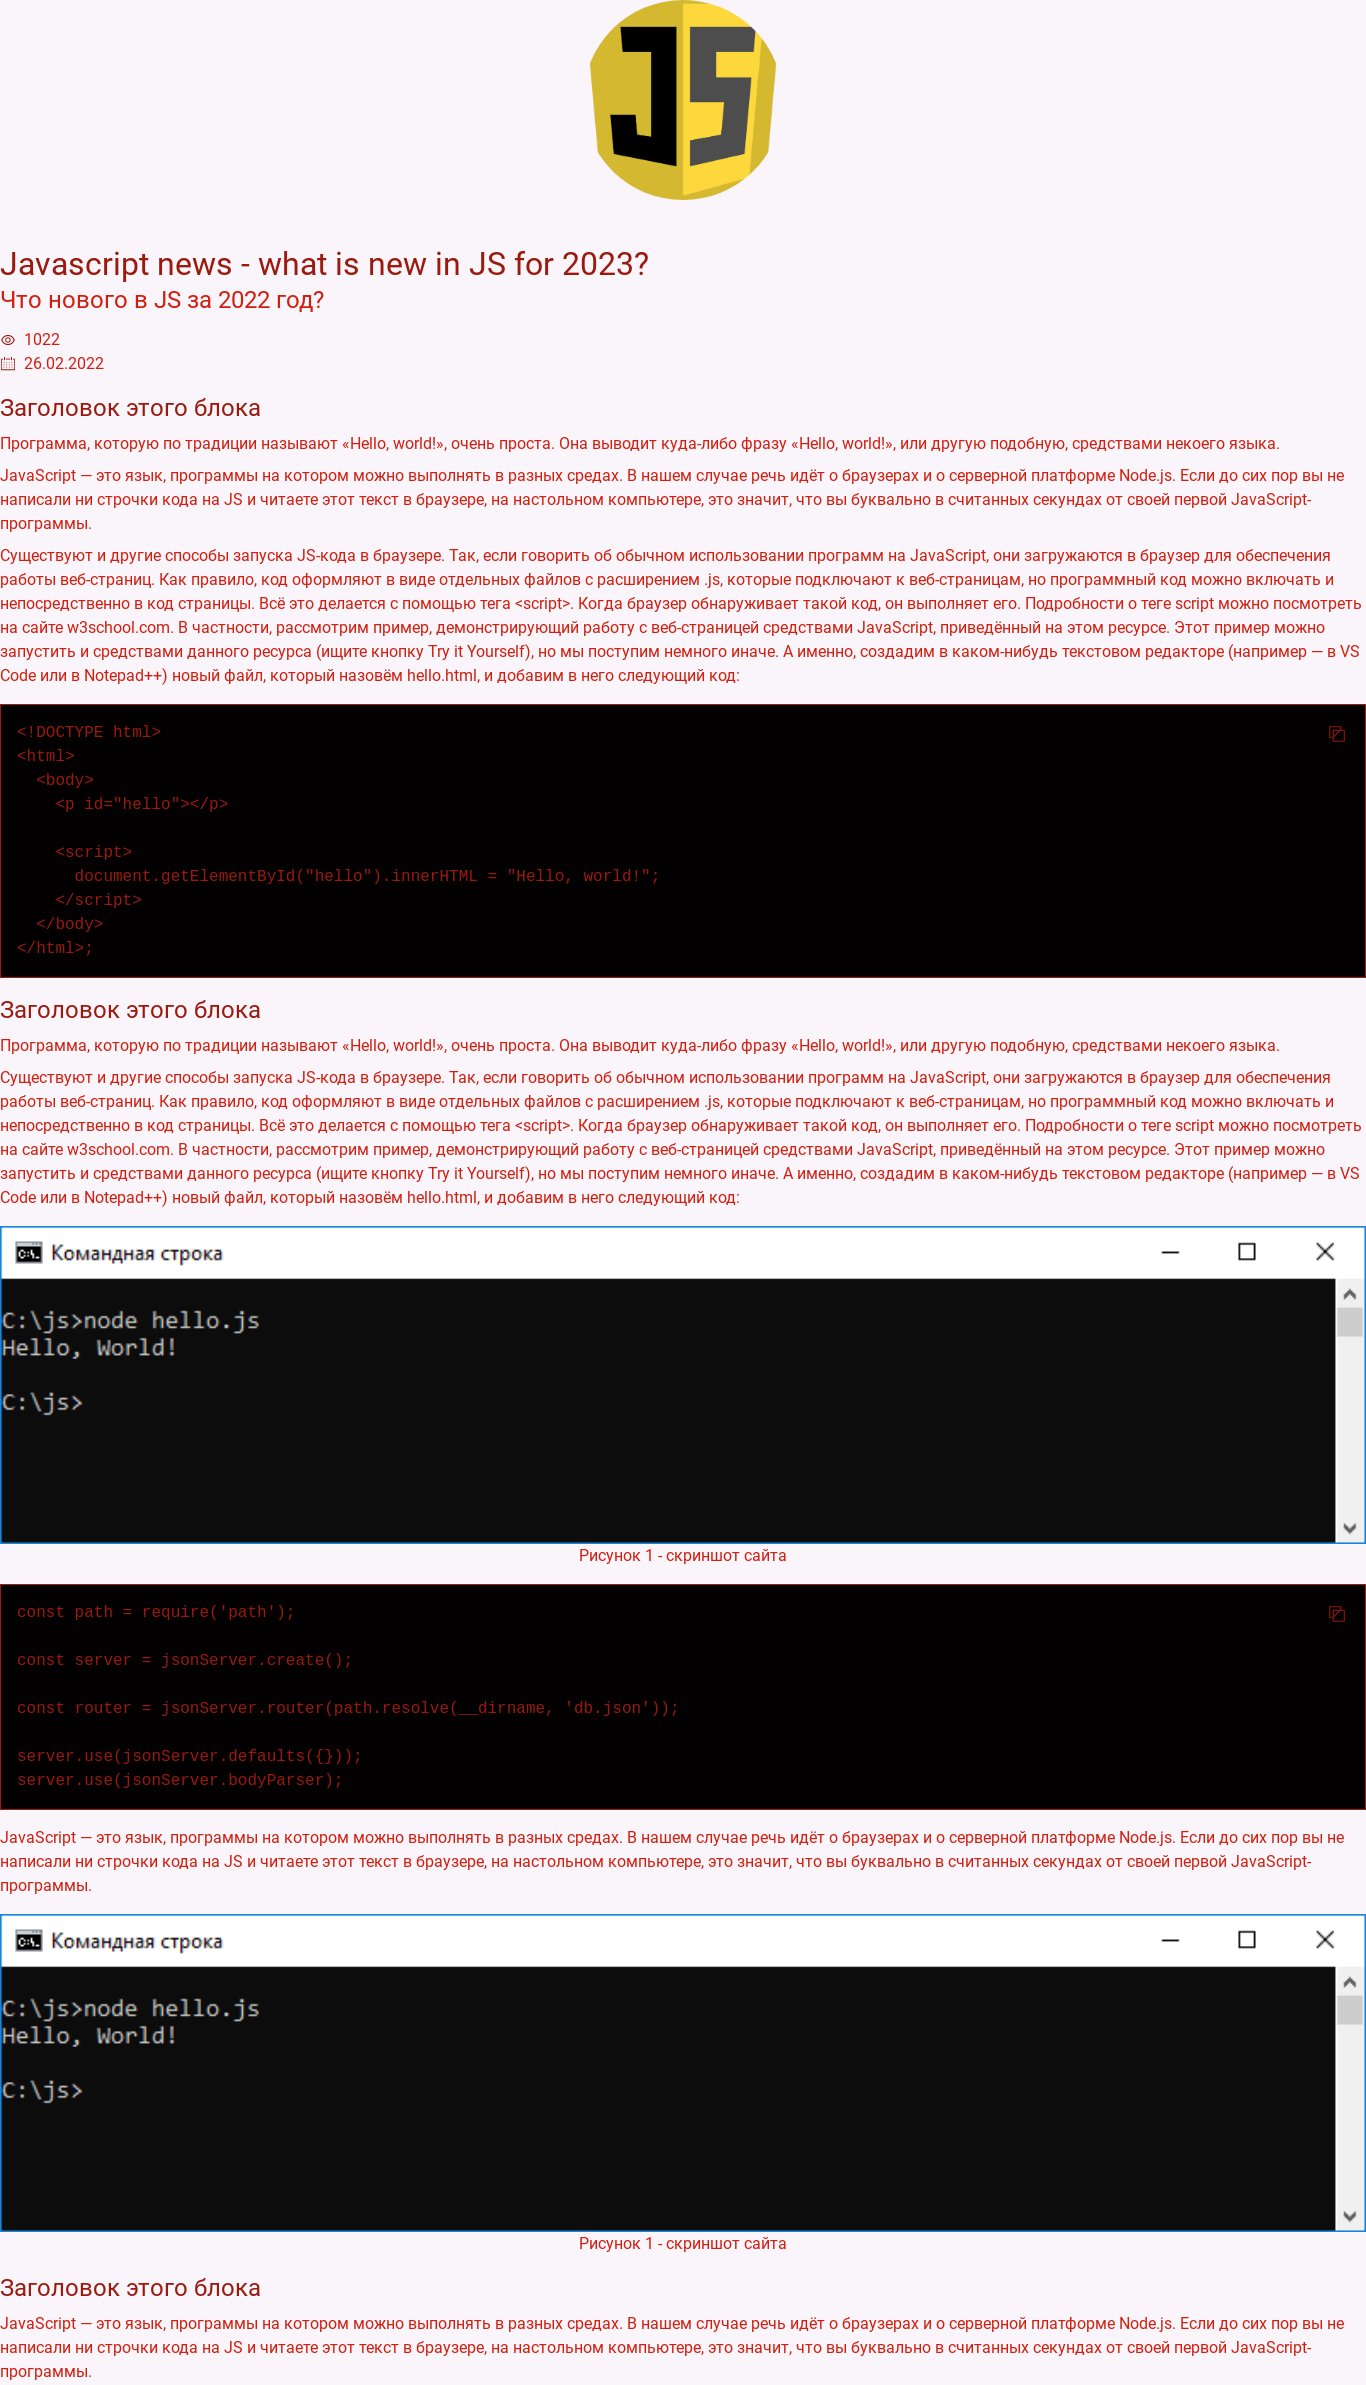 JS
Javascript news - what is new in JS for 2023?
Что нового в JS за 2022 год?
1022
26.02.2022
Заголовок этого блока
Программа, которую по традиции называют «Hello, world!», очень проста. Она выводит куда-либо фразу «Hello, world!», или другую подобную, средствами некоего языка.
JavaScript — это язык, программы на котором можно выполнять в разных средах. В нашем случае речь идёт о браузерах и о серверной платформе Node.js. Если до сих пор вы не
написали ни строчки кода на JS и читаете этот текст в браузере, на настольном компьютере, это значит, что вы буквально в считанных секундах от своей первой JavaScript-
программы.
Существуют и другие способы запуска JS-кода в браузере. Так, если говорить об обычном использовании программ на JavaScript, они загружаются в браузер для обеспечения
работы веб-страниц. Как правило, код оформляют в виде отдельных файлов с расширением .js, которые подключают к веб-страницам, но программный код можно включать и
непосредственно в код страницы. Всё это делается с помощью тега <script>. Когда браузер обнаруживает такой код, он выполняет его. Подробности о теге script можно посмотреть
на сайте w3school.com. В частности, рассмотрим пример, демонстрирующий работу с веб-страницей средствами JavaScript, приведённый на этом ресурсе. Этот пример можно
запустить и средствами данного ресурса (ищите кнопку Try it Yourself), но мы поступим немного иначе. А именно, создадим в каком-нибудь текстовом редакторе (например — в VS
Code или в Notepad++) новый файл, который назовём hello.html, и добавим в него следующий код:
<!DOCTYPE html>
<html>
  <body>
    <p id="hello"></p>

    <script>
      document.getElementById("hello").innerHTML = "Hello, world!";
    </script>
  </body>
</html>;
Заголовок этого блока
Программа, которую по традиции называют «Hello, world!», очень проста. Она выводит куда-либо фразу «Hello, world!», или другую подобную, средствами некоего языка.
Существуют и другие способы запуска JS-кода в браузере. Так, если говорить об обычном использовании программ на JavaScript, они загружаются в браузер для обеспечения
работы веб-страниц. Как правило, код оформляют в виде отдельных файлов с расширением .js, которые подключают к веб-страницам, но программный код можно включать и
непосредственно в код страницы. Всё это делается с помощью тега <script>. Когда браузер обнаруживает такой код, он выполняет его. Подробности о теге script можно посмотреть
на сайте w3school.com. В частности, рассмотрим пример, демонстрирующий работу с веб-страницей средствами JavaScript, приведённый на этом ресурсе. Этот пример можно
запустить и средствами данного ресурса (ищите кнопку Try it Yourself), но мы поступим немного иначе. А именно, создадим в каком-нибудь текстовом редакторе (например — в VS
Code или в Notepad++) новый файл, который назовём hello.html, и добавим в него следующий код:
Командная строка
C:\js>node hello.js
Hello, World!

C:\js>
Рисунок 1 - скриншот сайта
const path = require('path');

const server = jsonServer.create();

const router = jsonServer.router(path.resolve(__dirname, 'db.json'));

server.use(jsonServer.defaults({}));
server.use(jsonServer.bodyParser);
JavaScript — это язык, программы на котором можно выполнять в разных средах. В нашем случае речь идёт о браузерах и о серверной платформе Node.js. Если до сих пор вы не
написали ни строчки кода на JS и читаете этот текст в браузере, на настольном компьютере, это значит, что вы буквально в считанных секундах от своей первой JavaScript-
программы.
Командная строка
C:\js>node hello.js
Hello, World!

C:\js>
Рисунок 1 - скриншот сайта
Заголовок этого блока
JavaScript — это язык, программы на котором можно выполнять в разных средах. В нашем случае речь идёт о браузерах и о серверной платформе Node.js. Если до сих пор вы не
написали ни строчки кода на JS и читаете этот текст в браузере, на настольном компьютере, это значит, что вы буквально в считанных секундах от своей первой JavaScript-
программы.